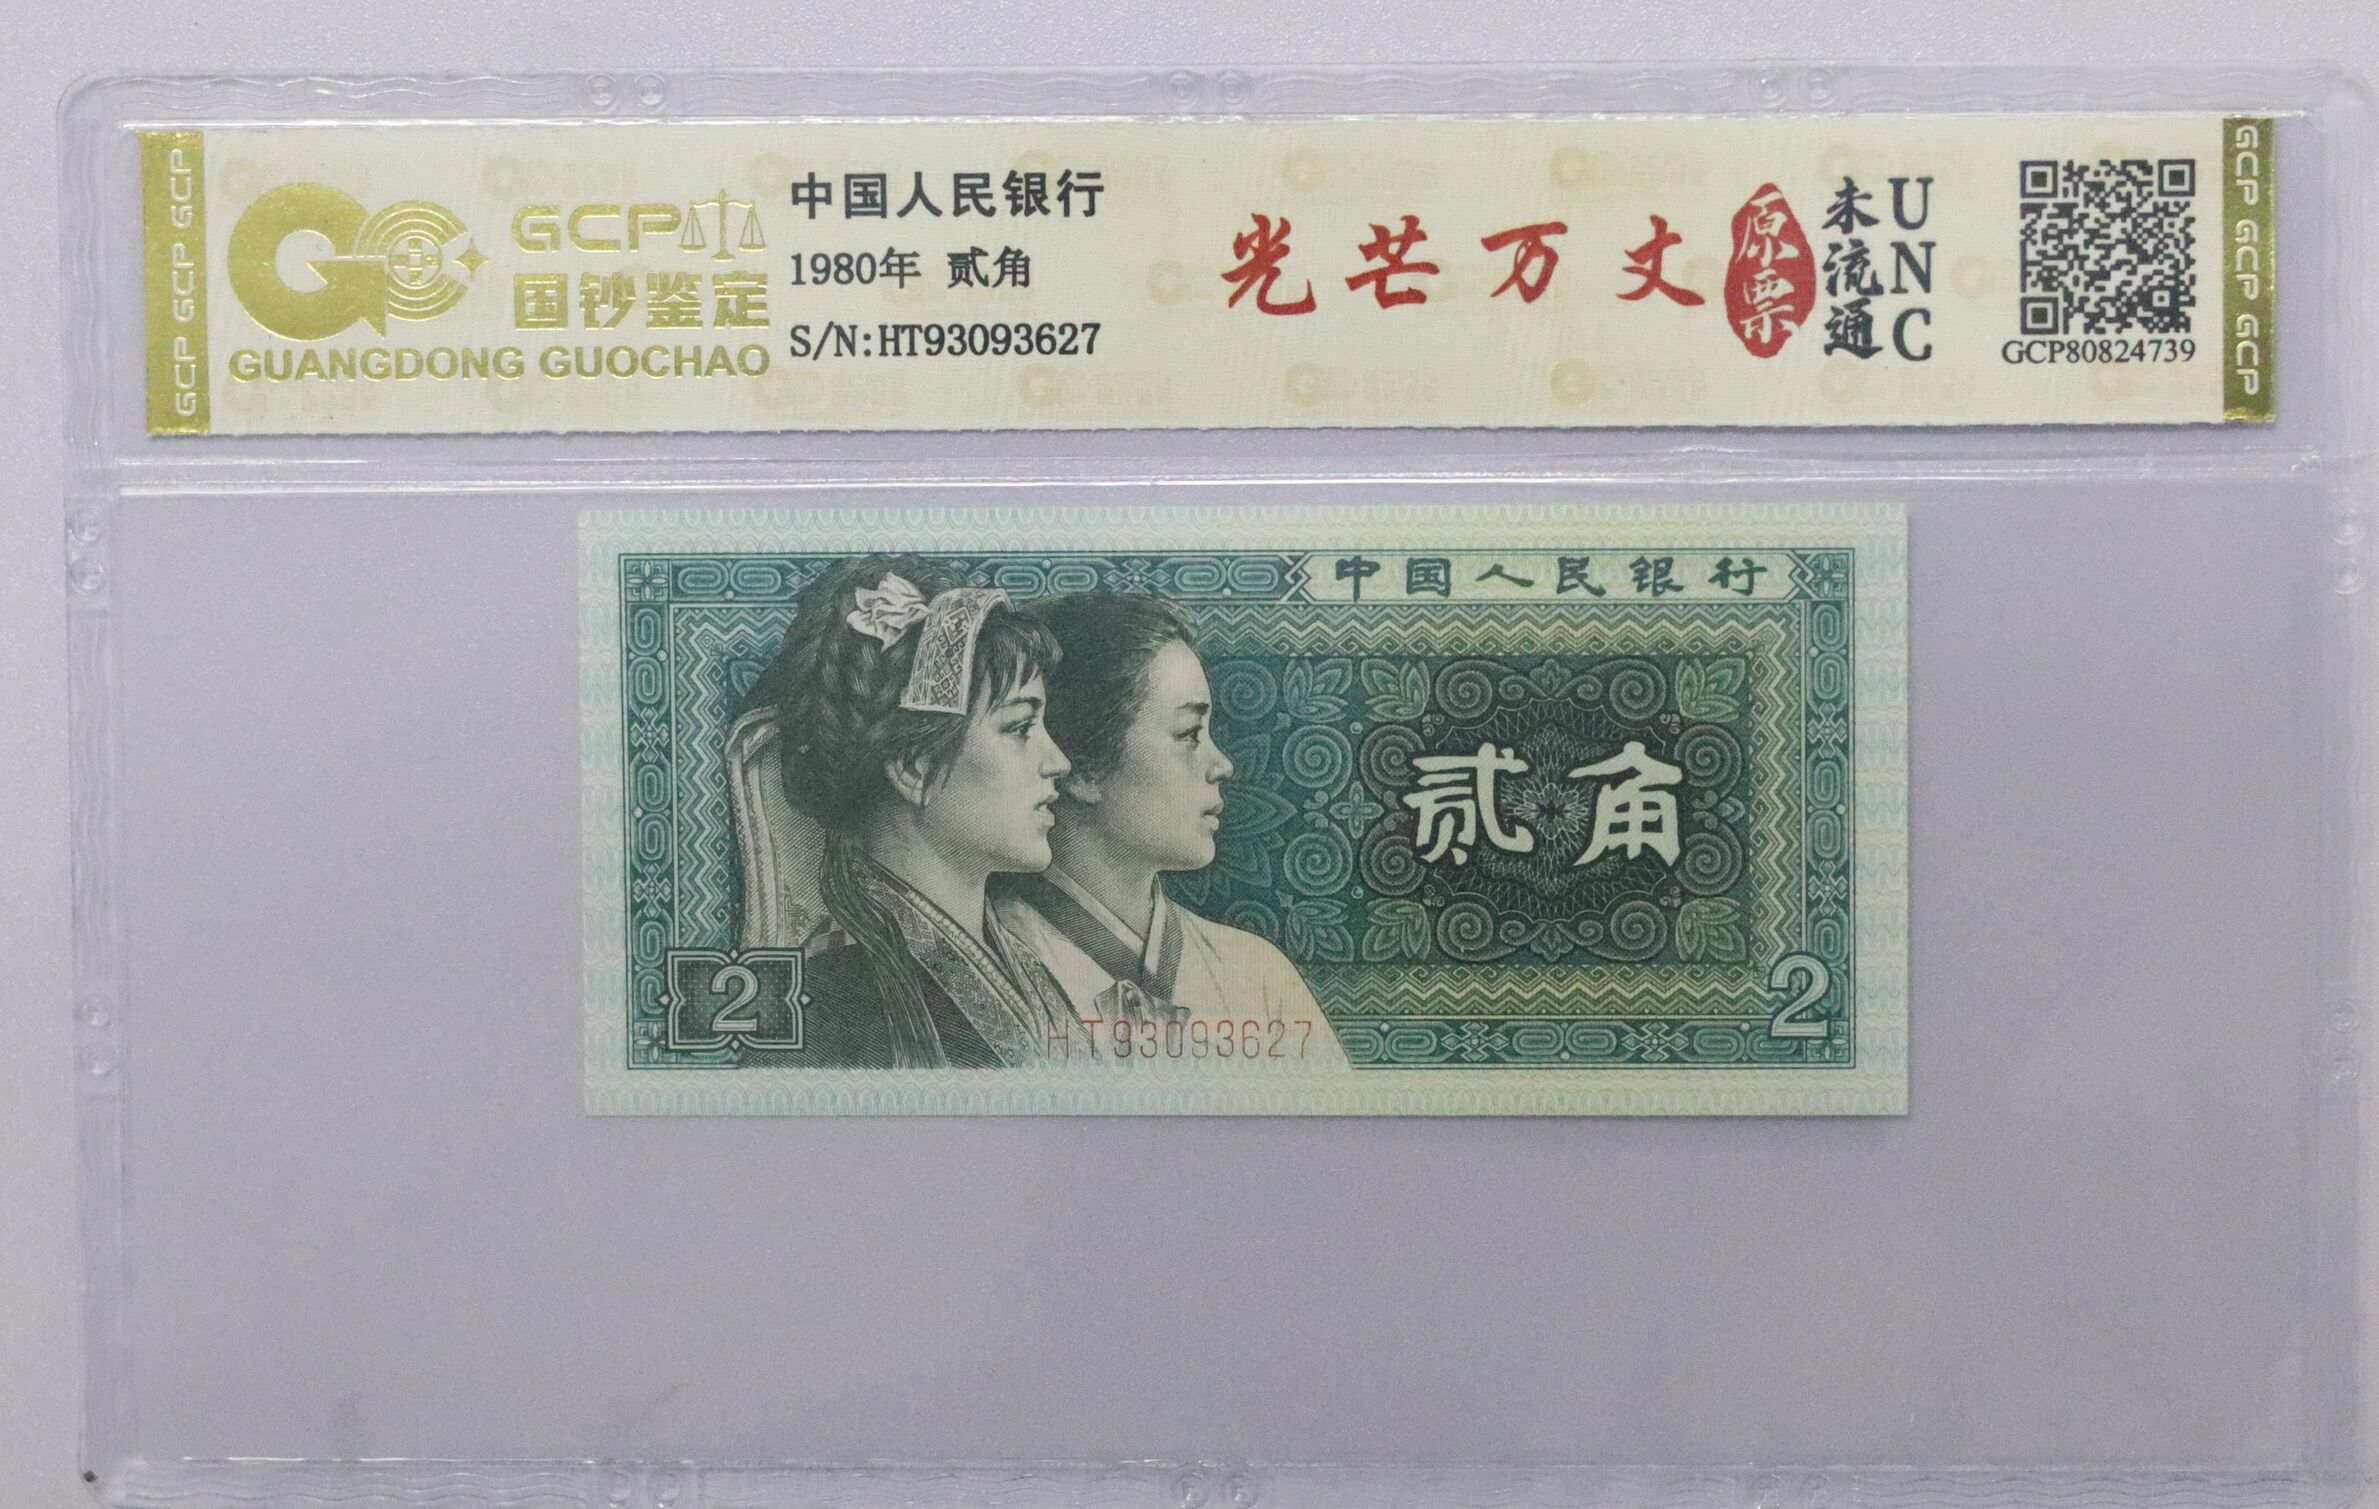 GCP GCP GCP
GCP
国钞鉴定
GUANGDONG GUOCHAO
中国人民银行
1980年 贰角
S/N:HT93093627
光芒万丈
原票
未流通
UNC
GCP80824739
GCP GCP GCP GCP
中国人民银行
贰角
2
2
HT93093627